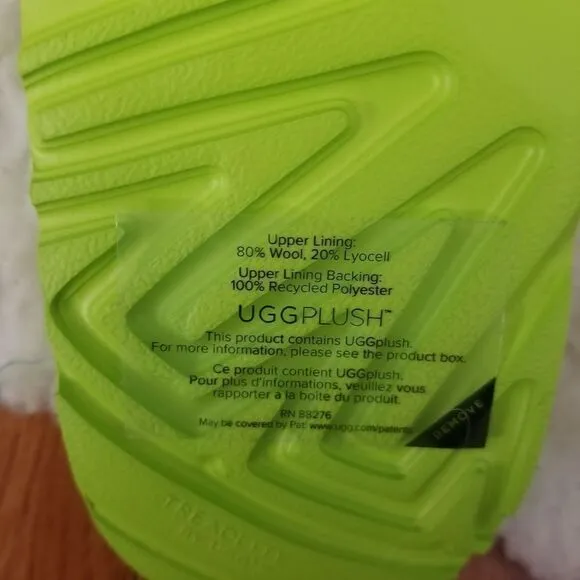 Upper Lining:
80% Wool, 20% Lyocell
Upper Lining Backing:
100% Recycled Polyester
UGGPLUSH™
This product contains UGGplush.
For more information, please see the product box.
Ce produit contient UGGplush.
Pour plus d'informations, veuillez vous
rapporter à la boîte du produit.
RN 88276
May be covered by Pat: www.ugg.com/patents
REMOVE